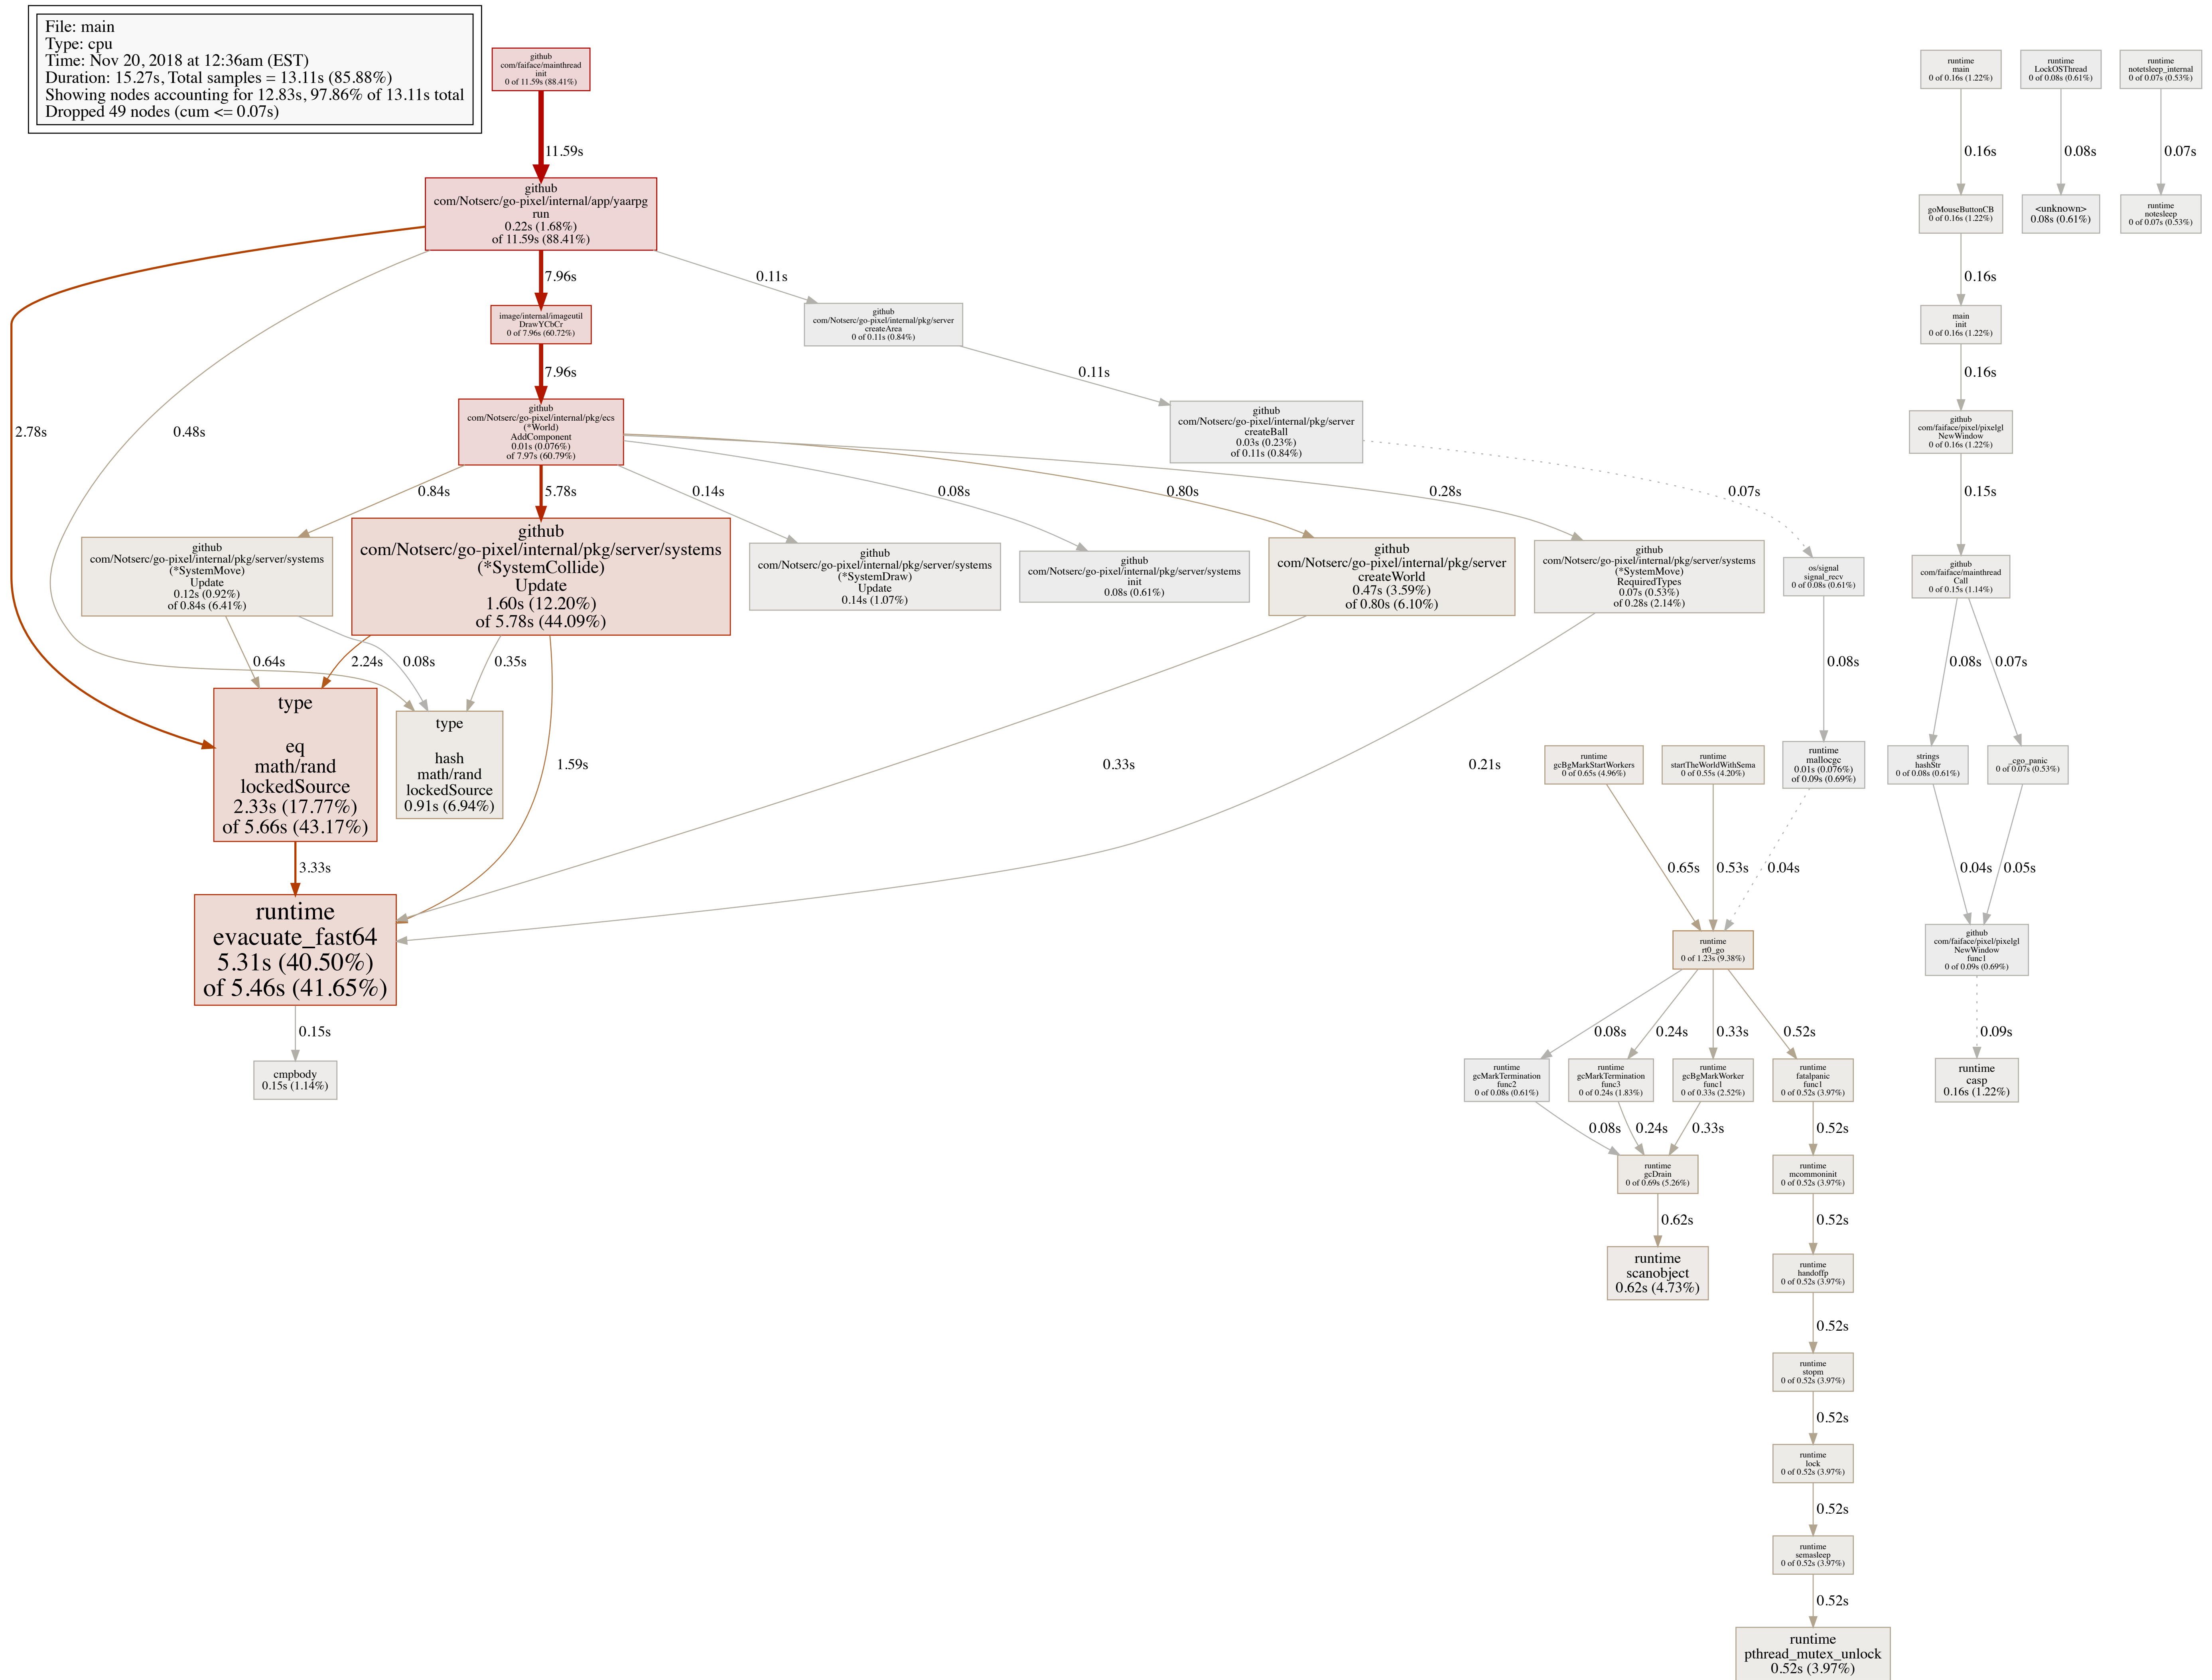 File: main
Type: cpu
Time: Nov 20, 2018 at 12:36am (EST)
Duration: 15.27s, Total samples = 13.11s (85.88%)
Showing nodes accounting for 12.83s, 97.86% of 13.11s total
Dropped 49 nodes (cum <= 0.07s)
github
com/faiface/mainthread
init
0 of 11.59s (88.41%)
runtime
main
0 of 0.16s (1.22%)
runtime
LockOSThread
0 of 0.08s (0.61%)
runtime
notetsleep_internal
0 of 0.07s (0.53%)
11.59s
0.16s
0.08s
0.07s
github
com/Notserc/go-pixel/internal/app/yaarpg
run
0.22s (1.68%)
of 11.59s (88.41%)
goMouseButtonCB
0 of 0.16s (1.22%)
<unknown>
0.08s (0.61%)
runtime
notesleep
0 of 0.07s (0.53%)
7.96s
0.11s
0.16s
image/internal/imageutil
DrawYCbCr
0 of 7.96s (60.72%)
github
com/Notserc/go-pixel/internal/pkg/server
createArea
0 of 0.11s (0.84%)
main
init
0 of 0.16s (1.22%)
7.96s
0.11s
0.16s
github
com/Notserc/go-pixel/internal/pkg/ecs
(*World)
AddComponent
0.01s (0.076%)
of 7.97s (60.79%)
github
com/Notserc/go-pixel/internal/pkg/server
createBall
0.03s (0.23%)
of 0.11s (0.84%)
github
com/faiface/pixel/pixelgl
NewWindow
0 of 0.16s (1.22%)
2.78s
0.48s
0.84s
5.78s
0.14s
0.08s
0.80s
0.28s
0.07s
0.15s
github
com/Notserc/go-pixel/internal/pkg/server/systems
(*SystemMove)
Update
0.12s (0.92%)
of 0.84s (6.41%)
github
com/Notserc/go-pixel/internal/pkg/server/systems
(*SystemCollide)
Update
1.60s (12.20%)
of 5.78s (44.09%)
github
com/Notserc/go-pixel/internal/pkg/server/systems
(*SystemDraw)
Update
0.14s (1.07%)
github
com/Notserc/go-pixel/internal/pkg/server/systems
init
0.08s (0.61%)
github
com/Notserc/go-pixel/internal/pkg/server
createWorld
0.47s (3.59%)
of 0.80s (6.10%)
github
com/Notserc/go-pixel/internal/pkg/server/systems
(*SystemMove)
RequiredTypes
0.07s (0.53%)
of 0.28s (2.14%)
os/signal
signal_recv
0 of 0.08s (0.61%)
github
com/faiface/mainthread
Call
0 of 0.15s (1.14%)
0.64s
2.24s
0.08s
0.35s
0.08s
0.08s
0.07s
type
eq
math/rand
lockedSource
2.33s (17.77%)
of 5.66s (43.17%)
type
hash
math/rand
lockedSource
0.91s (6.94%)
1.59s
0.33s
0.21s
runtime
gcBgMarkStartWorkers
0 of 0.65s (4.96%)
runtime
startTheWorldWithSema
0 of 0.55s (4.20%)
runtime
mallocgc
0.01s (0.076%)
of 0.09s (0.69%)
strings
hashStr
0 of 0.08s (0.61%)
_cgo_panic
0 of 0.07s (0.53%)
3.33s
0.65s
0.53s
0.04s
0.04s
0.05s
runtime
evacuate_fast64
5.31s (40.50%)
of 5.46s (41.65%)
runtime
rt0_go
0 of 1.23s (9.38%)
github
com/faiface/pixel/pixelgl
NewWindow
func1
0 of 0.09s (0.69%)
0.15s
0.08s
0.24s
0.33s
0.52s
0.09s
cmpbody
0.15s (1.14%)
runtime
gcMarkTermination
func2
0 of 0.08s (0.61%)
runtime
gcMarkTermination
func3
0 of 0.24s (1.83%)
runtime
gcBgMarkWorker
func1
0 of 0.33s (2.52%)
runtime
fatalpanic
func1
0 of 0.52s (3.97%)
runtime
casp
0.16s (1.22%)
0.08s
0.24s
0.33s
0.52s
runtime
gcDrain
0 of 0.69s (5.26%)
runtime
mcommoninit
0 of 0.52s (3.97%)
0.62s
0.52s
runtime
scanobject
0.62s (4.73%)
runtime
handoffp
0 of 0.52s (3.97%)
0.52s
runtime
stopm
0 of 0.52s (3.97%)
0.52s
runtime
lock
0 of 0.52s (3.97%)
0.52s
runtime
semasleep
0 of 0.52s (3.97%)
0.52s
runtime
pthread_mutex_unlock
0.52s (3.97%)